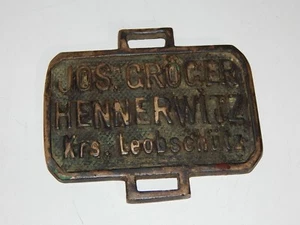 JOS. GRÖGER
HENNERWITZ
Krs. Leobschütz